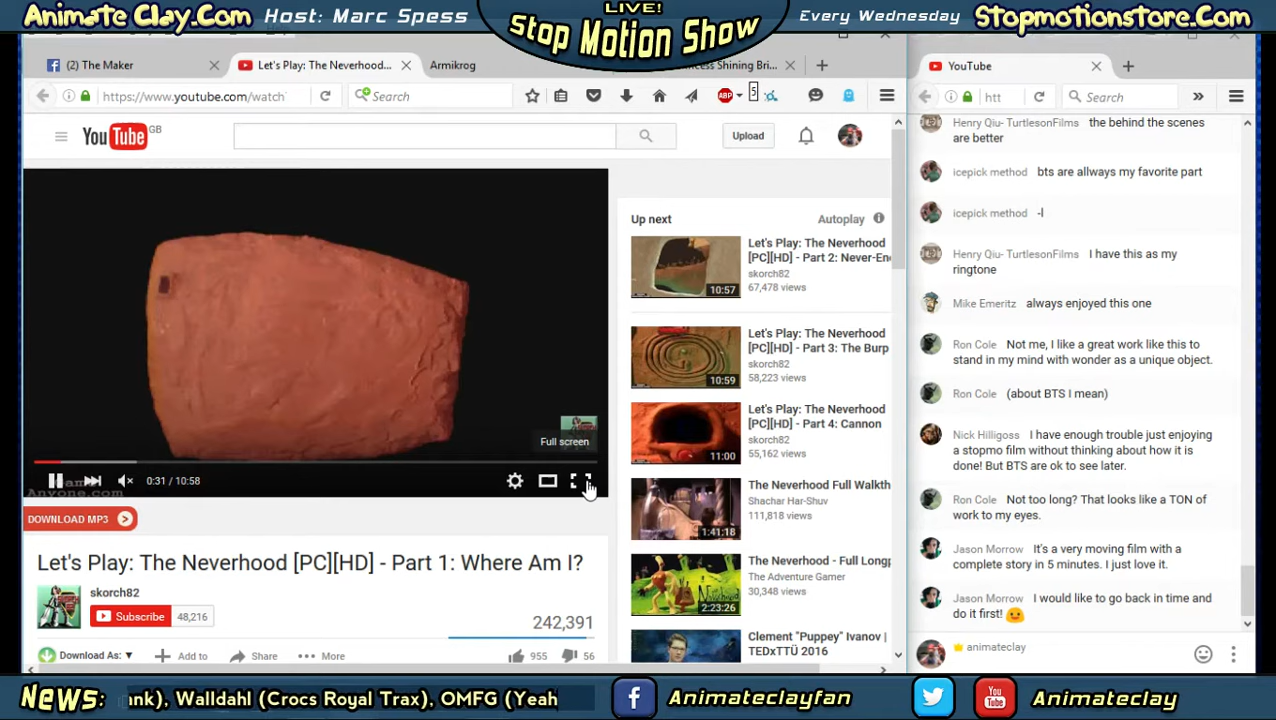 Animate Clay.Com
Host: Marc Spess
LIVE!
Stop Motion Show
Every Wednesday
Stopmotionstore.Com
(2) The Maker
Let's Play: The Neverhood...
Armikrog
cess Shining Bri...
YouTube
https://www.youtube.com/watch
Search
ABP
5
htt
Search
YouTube GB
Upload
Up next
Autoplay
Let's Play: The Neverhood
[PC][HD] - Part 2: Never-En
skorch82
67,478 views
10:57
Let's Play: The Neverhood
[PC][HD] - Part 3: The Burp
skorch82
58,223 views
10:59
Let's Play: The Neverhood
[PC][HD] - Part 4: Cannon
skorch82
55,162 views
11:00
The Neverhood Full Walkth
Shachar Har-Shuv
111,818 views
1:41:18
The Neverhood - Full Longp
The Adventure Gamer
30,348 views
2:23:26
Clement "Puppey" Ivanov |
TEDxTTÜ 2016
Full screen
0:31 / 10:58
Anyone.com
DOWNLOAD MP3
Let's Play: The Neverhood [PC][HD] - Part 1: Where Am I?
skorch82
Subscribe
48,216
242,391
Download As:
Add to
Share
More
955
56
Henry Qiu- TurtlesonFilms the behind the scenes
are better
icepick method bts are allways my favorite part
icepick method -l
Henry Qiu- TurtlesonFilms I have this as my
ringtone
Mike Emeritz always enjoyed this one
Ron Cole Not me, I like a great work like this to
stand in my mind with wonder as a unique object.
Ron Cole (about BTS I mean)
Nick Hilligoss I have enough trouble just enjoying
a stopmo film without thinking about how it is
done! But BTS are ok to see later.
Ron Cole Not too long? That looks like a TON of
work to my eyes.
Jason Morrow It's a very moving film with a
complete story in 5 minutes. I just love it.
Jason Morrow I would like to go back in time and
do it first!
animateclay
News:
ank), Walldahl (Crocs Royal Trax), OMFG (Yeah
Animateclayfan
You Tube
Animateclay